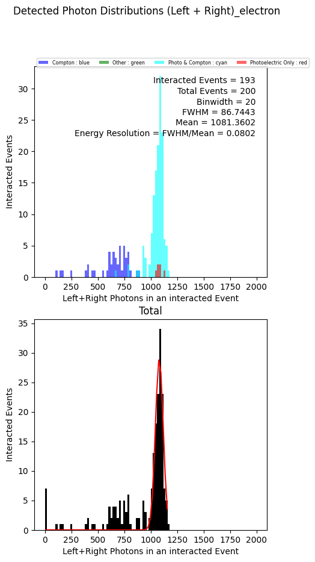 Detected Photon Distributions (Left + Right)_electron
Compton : blue
Other : green
Photo & Compton : cyan
Photoelectric Only : red
Interacted Events = 193
Total Events = 200
Binwidth = 20
FWHM = 86.7443
Mean = 1081.3602
Energy Resolution = FWHM/Mean = 0.0802
30
25
20
15
10
5
0
Interacted Events
0 250 500 750 1000 1250 1500 1750 2000
Left+Right Photons in an interacted Event
Total
35
30
25
20
15
10
5
0
Interacted Events
0 250 500 750 1000 1250 1500 1750 2000
Left+Right Photons in an interacted Event